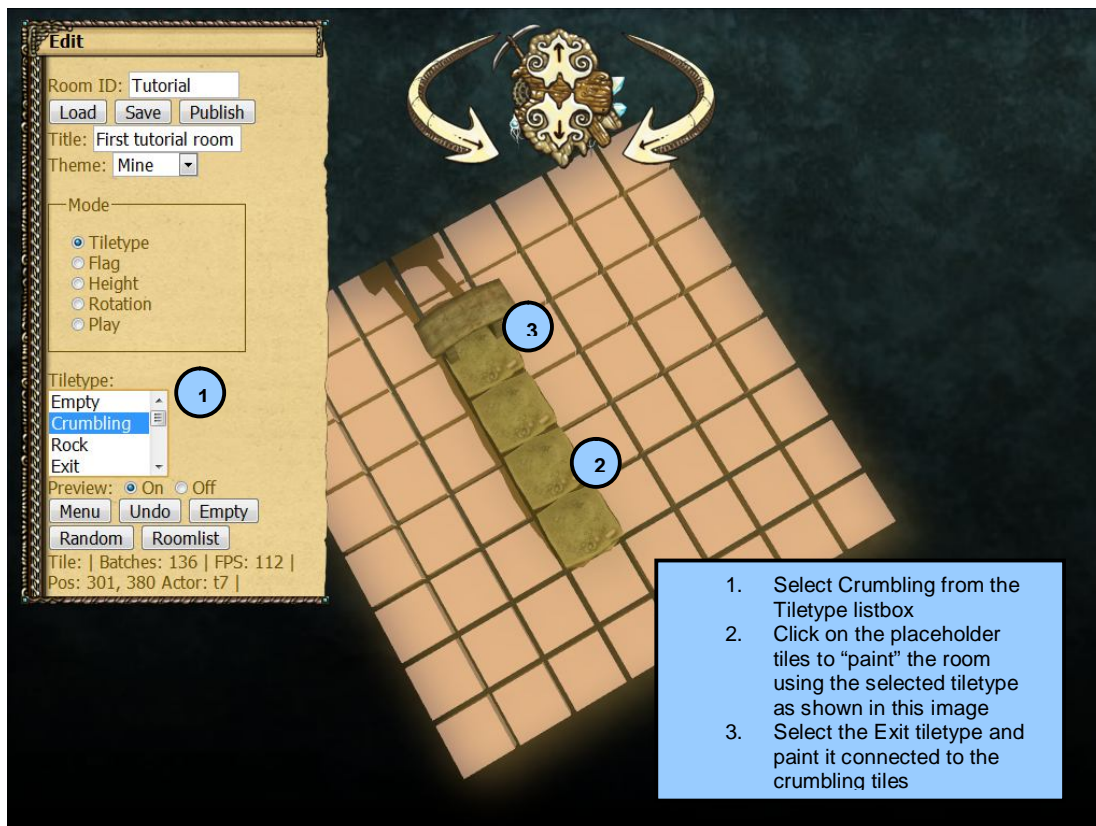 Edit
Room ID: Tutorial
Load Save Publish
Title: First tutorial room
Theme: Mine
Mode
Tiletype
Flag
Height
Rotation
Play
Tiletype:
Empty
Crumbling
Rock
Exit
Preview: On Off
Menu Undo Empty
Random Roomlist
Tile: | Batches: 136 | FPS: 112 |
Pos: 301, 380 Actor: t7 |
1
3
2
1. Select Crumbling from the
Tiletype listbox
2. Click on the placeholder
tiles to “paint” the room
using the selected tiletype
as shown in this image
3. Select the Exit tiletype and
paint it connected to the
crumbling tiles